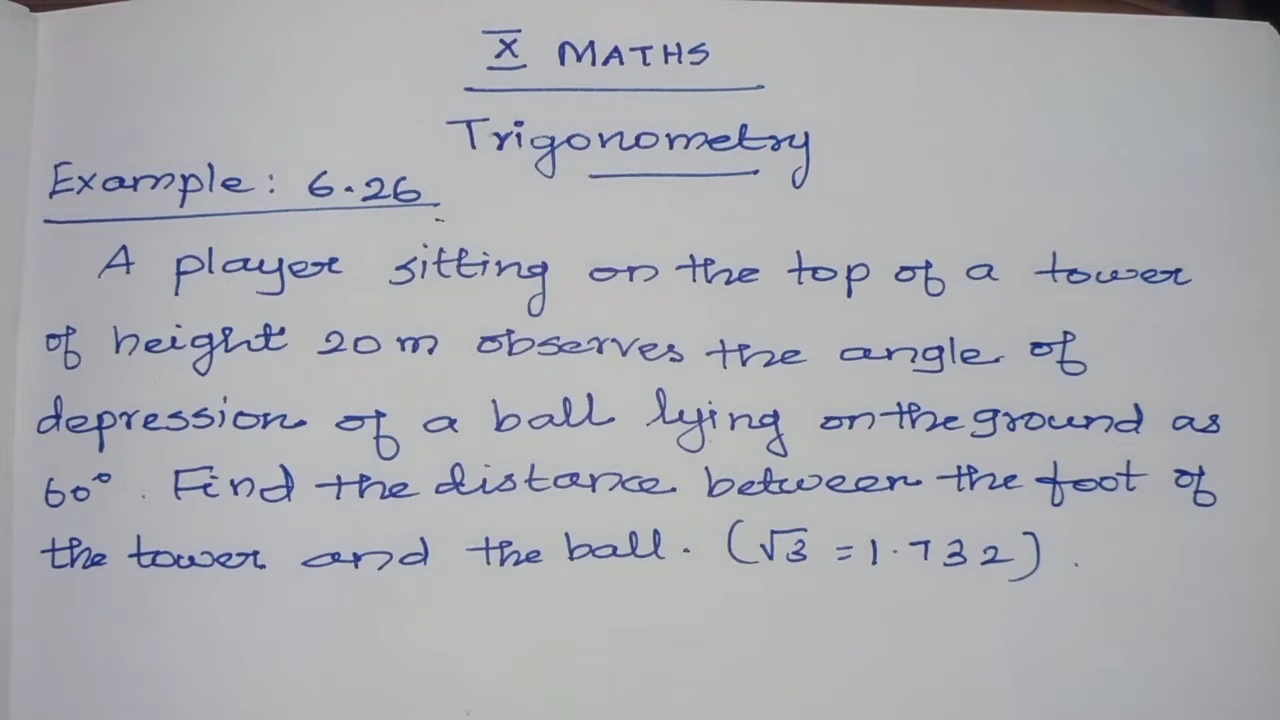 X MATHS
Trigonometry
Example: 6.26
A player sitting on the top of a tower
of height 20 m observes the angle of
depression of a ball lying on the ground as
60°. Find the distance between the foot of
the tower and the ball. (√3 = 1.732).